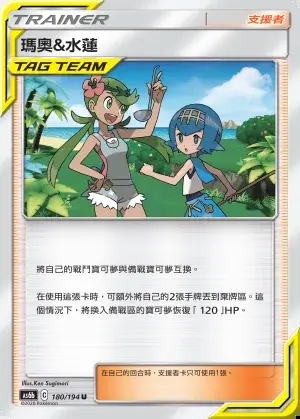 TRAINER 支援者
瑪奧&水蓮
TAG TEAM
將自己的戰鬥寶可夢與備戰寶可夢互換。
在使用這張卡時,可額外將自己的2張手牌丟到棄牌區。這
個情況下,將換入備戰區的寶可夢恢復「120」HP。
Illus.Ken Sugimori
在自己的回合時,支援者卡只可使用1張。
AS6b C 180/194 U
©2020 Pokémon